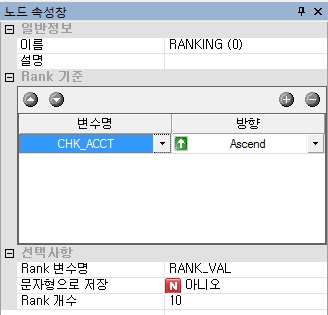 노드 속성창
일반정보
이름 RANKING (0)
설명
Rank 기준
변수명 방향
CHK_ACCT Ascend
선택사항
Rank 변수명 RANK_VAL
문자형으로 저장 N 아니오
Rank 개수 10